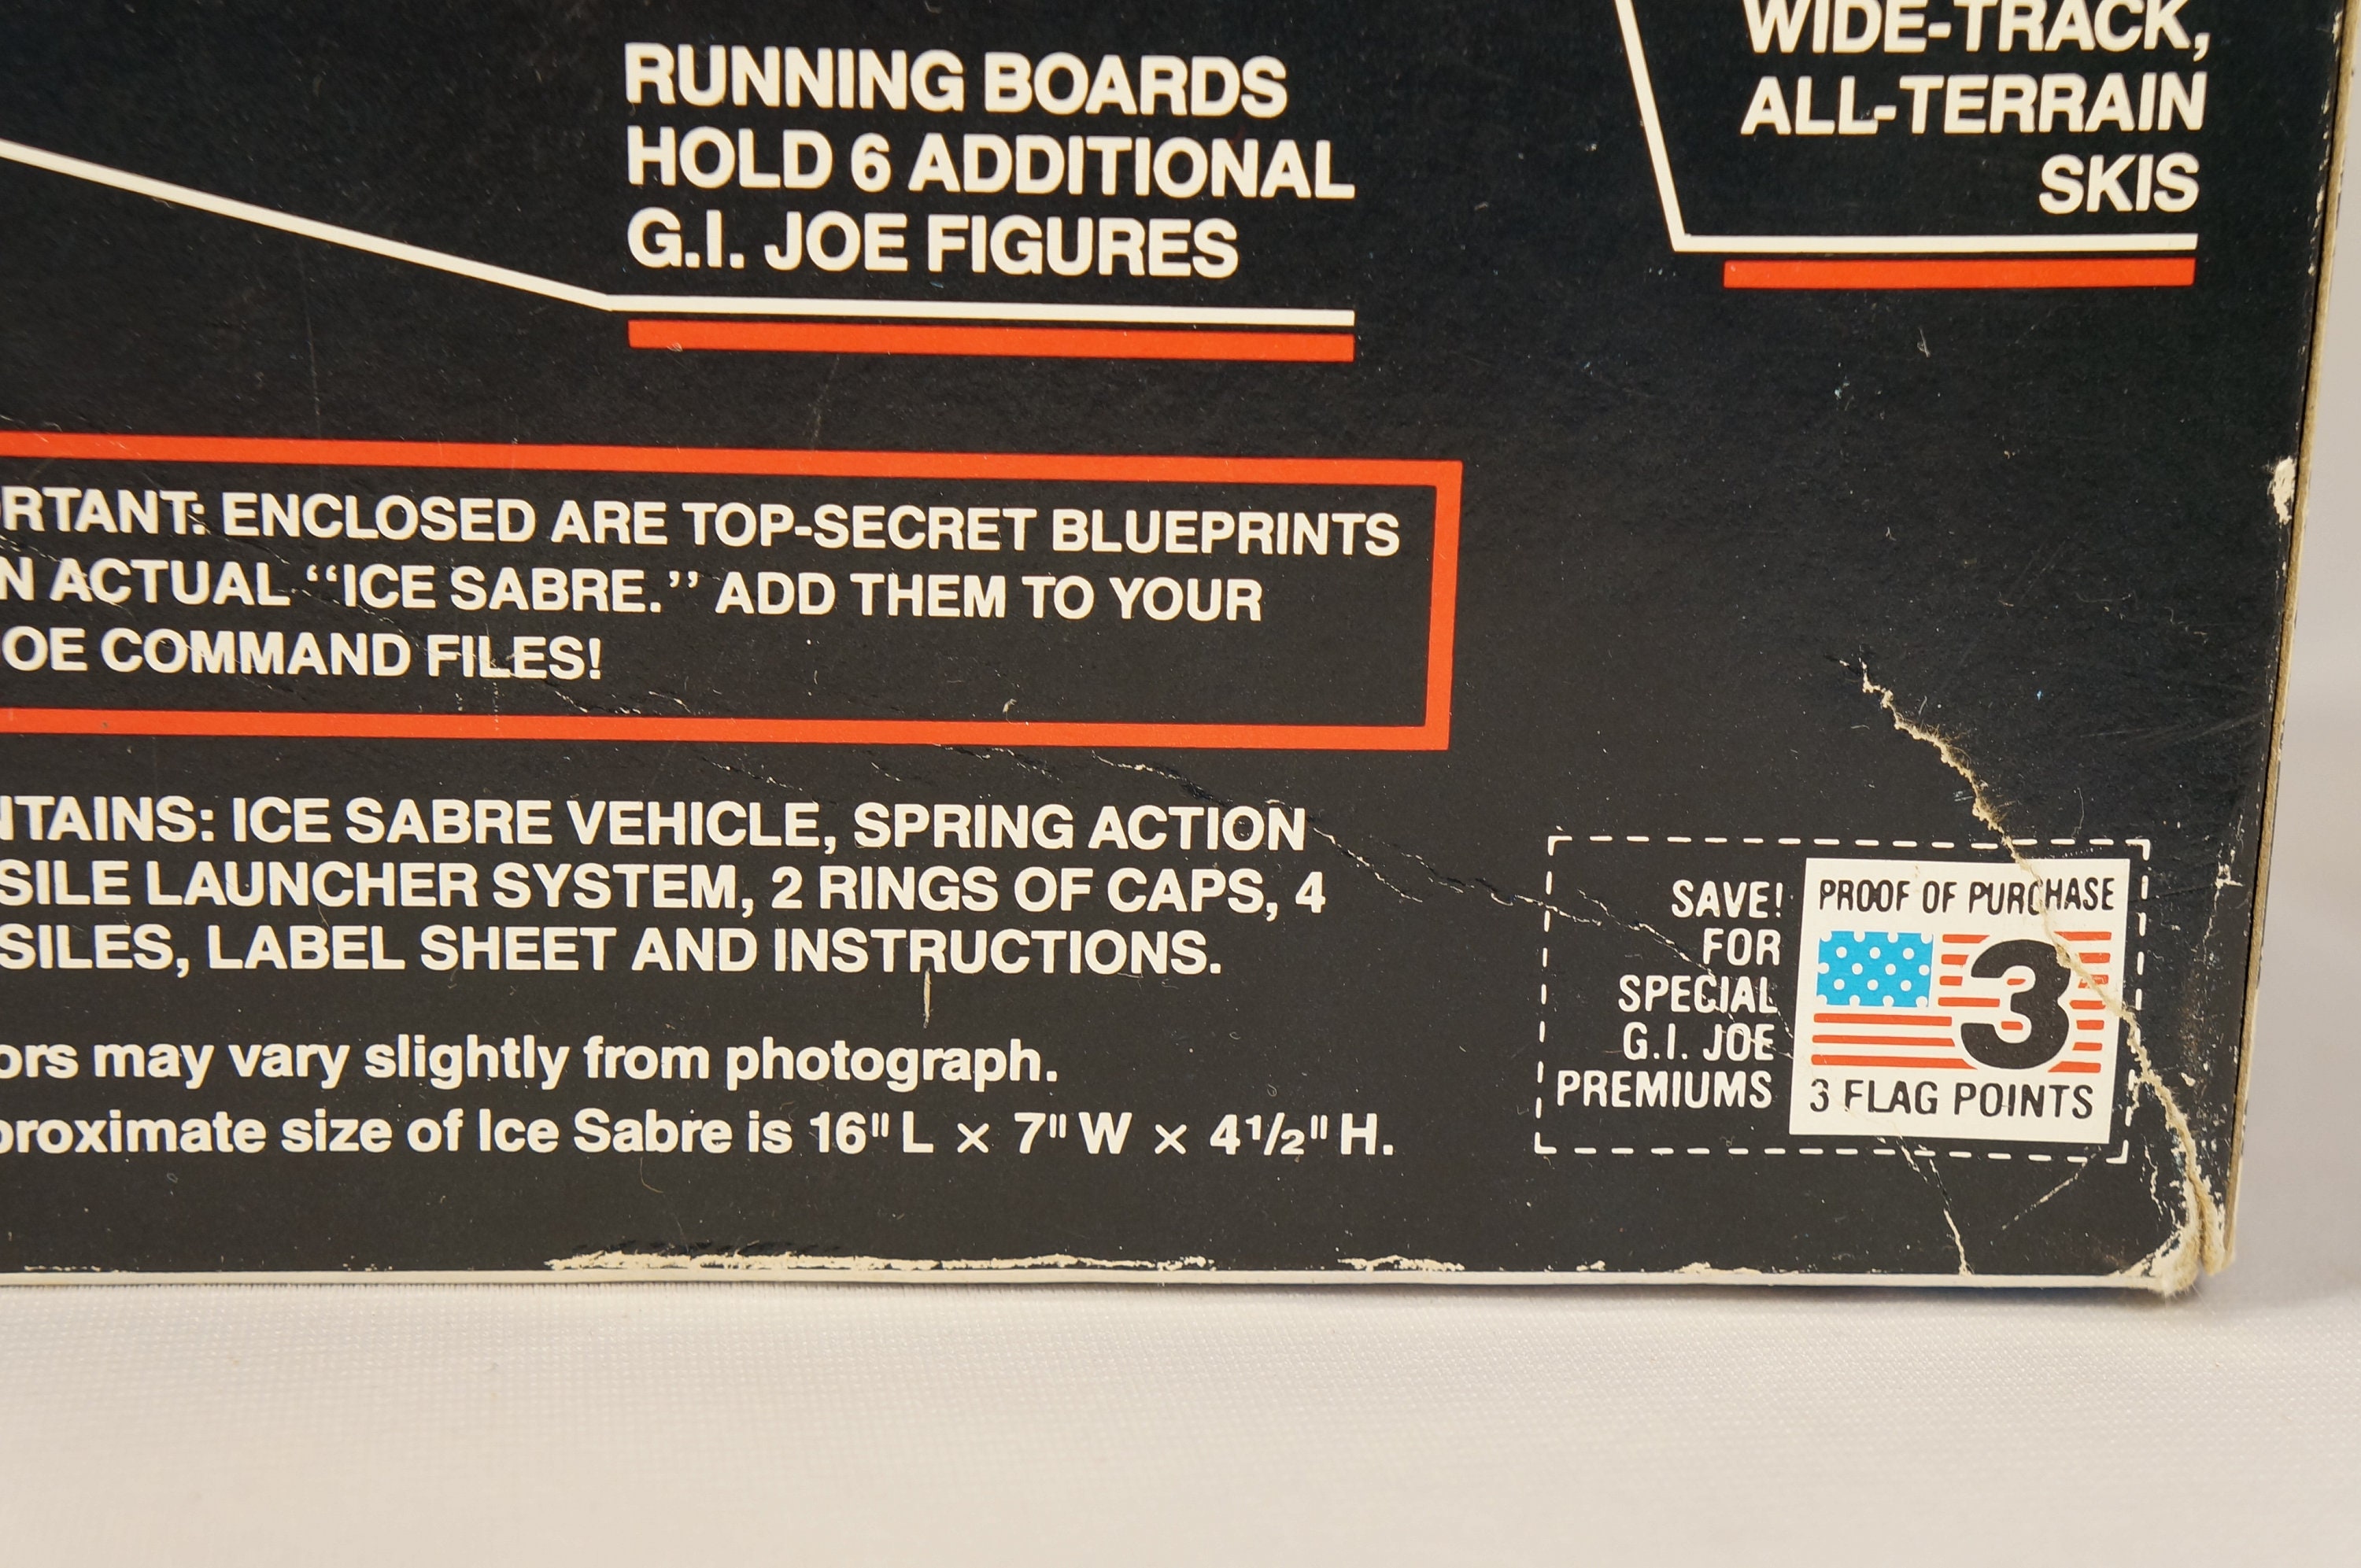 RUNNING BOARDS
HOLD 6 ADDITIONAL
G.I. JOE FIGURES
WIDE-TRACK,
ALL-TERRAIN
SKIS
RTANT: ENCLOSED ARE TOP-SECRET BLUEPRINTS
N ACTUAL “ICE SABRE.” ADD THEM TO YOUR
OE COMMAND FILES!
NTAINS: ICE SABRE VEHICLE, SPRING ACTION
SILE LAUNCHER SYSTEM, 2 RINGS OF CAPS, 4
SILES, LABEL SHEET AND INSTRUCTIONS.
ors may vary slightly from photograph.
proximate size of Ice Sabre is 16" L × 7" W × 4½" H.
SAVE!
FOR
SPECIAL
G.I. JOE
PREMIUMS
PROOF OF PURCHASE
3
3 FLAG POINTS